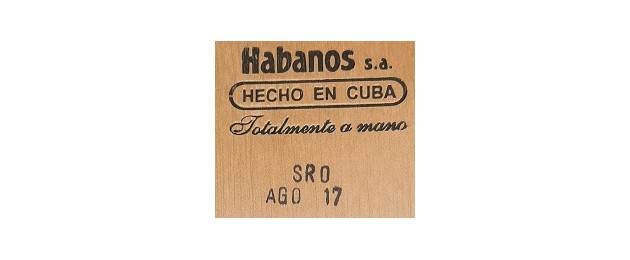 Habanos s.a.
HECHO EN CUBA
Totalmente a mano
SRO
AGO 17